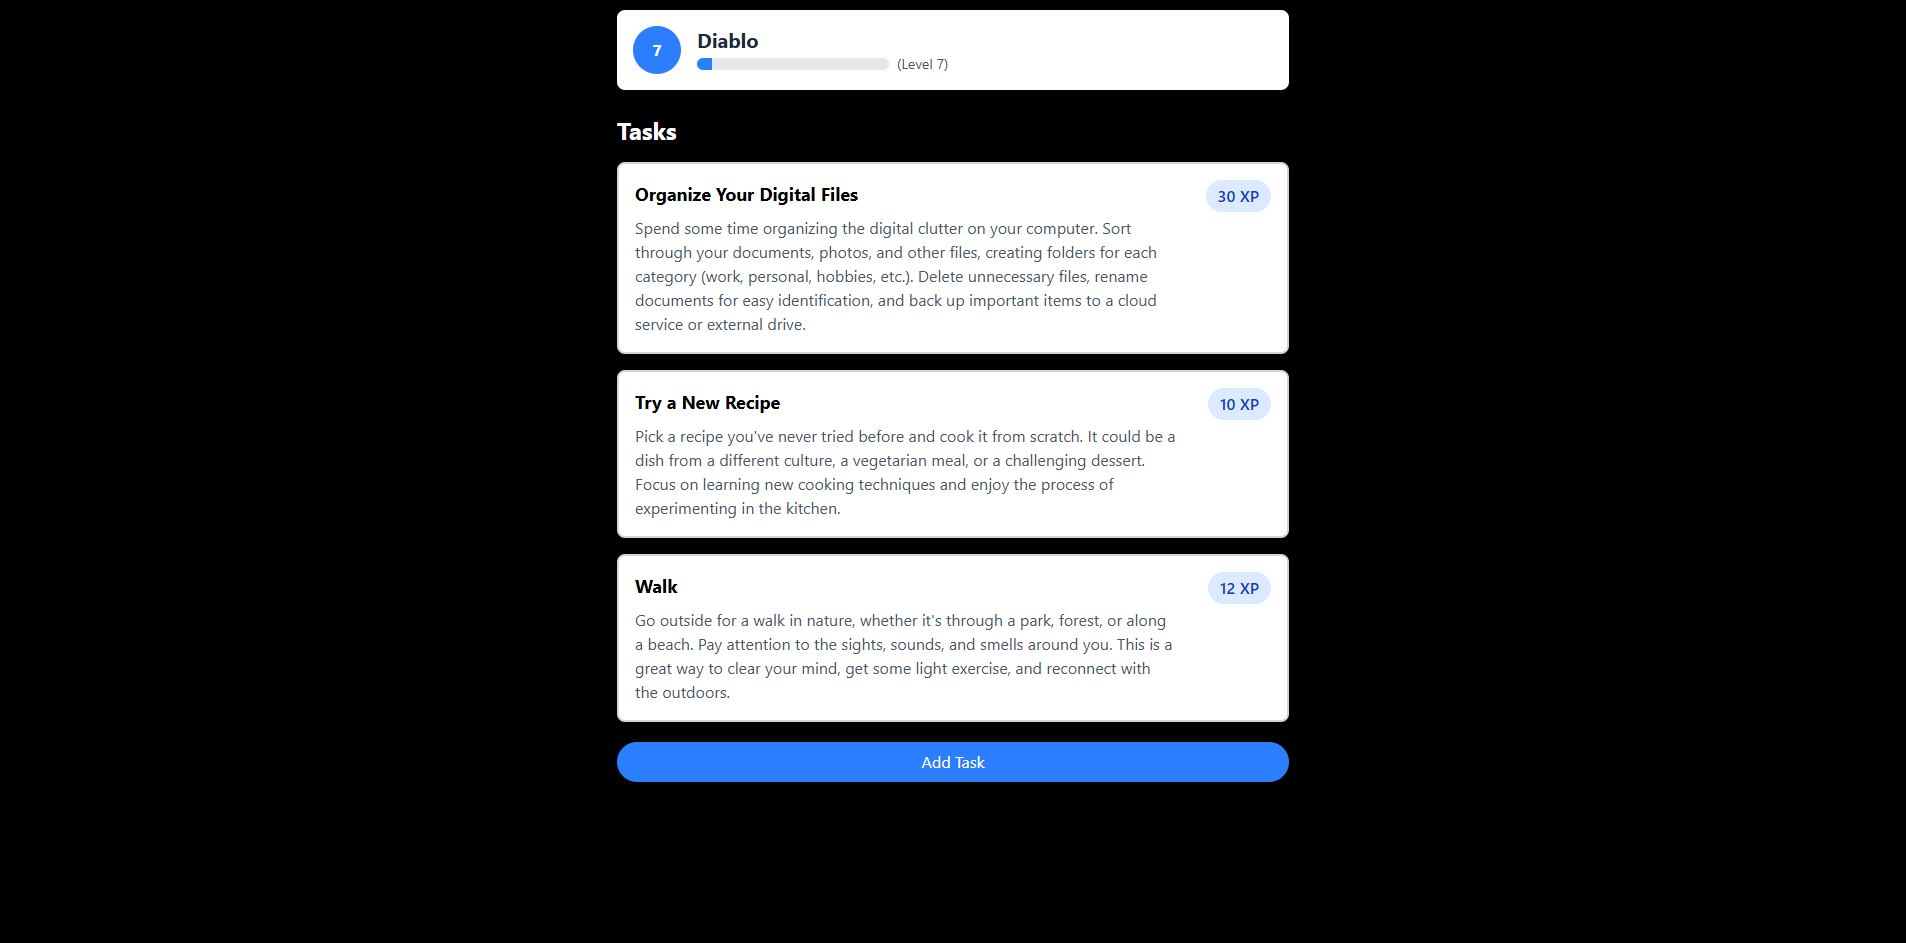 7
Diablo
(Level 7)
Tasks
Organize Your Digital Files
30 XP
Spend some time organizing the digital clutter on your computer. Sort
through your documents, photos, and other files, creating folders for each
category (work, personal, hobbies, etc.). Delete unnecessary files, rename
documents for easy identification, and back up important items to a cloud
service or external drive.
Try a New Recipe
10 XP
Pick a recipe you've never tried before and cook it from scratch. It could be a
dish from a different culture, a vegetarian meal, or a challenging dessert.
Focus on learning new cooking techniques and enjoy the process of
experimenting in the kitchen.
Walk
12 XP
Go outside for a walk in nature, whether it's through a park, forest, or along
a beach. Pay attention to the sights, sounds, and smells around you. This is a
great way to clear your mind, get some light exercise, and reconnect with
the outdoors.
Add Task